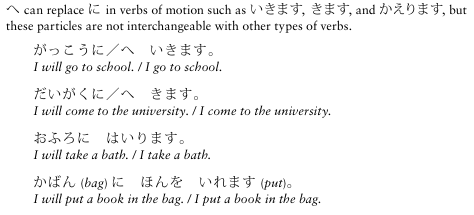 へ can replace に in verbs of motion such as いきます, きます, and かえります, but
these particles are not interchangeable with other types of verbs.
がっこうに／へ　いきます。
I will go to school. / I go to school.
だいがくに／へ　きます。
I will come to the university. / I come to the university.
おふろに　はいります。
I will take a bath. / I take a bath.
かばん (bag) に　ほんを　いれます (put)。
I will put a book in the bag. / I put a book in the bag.